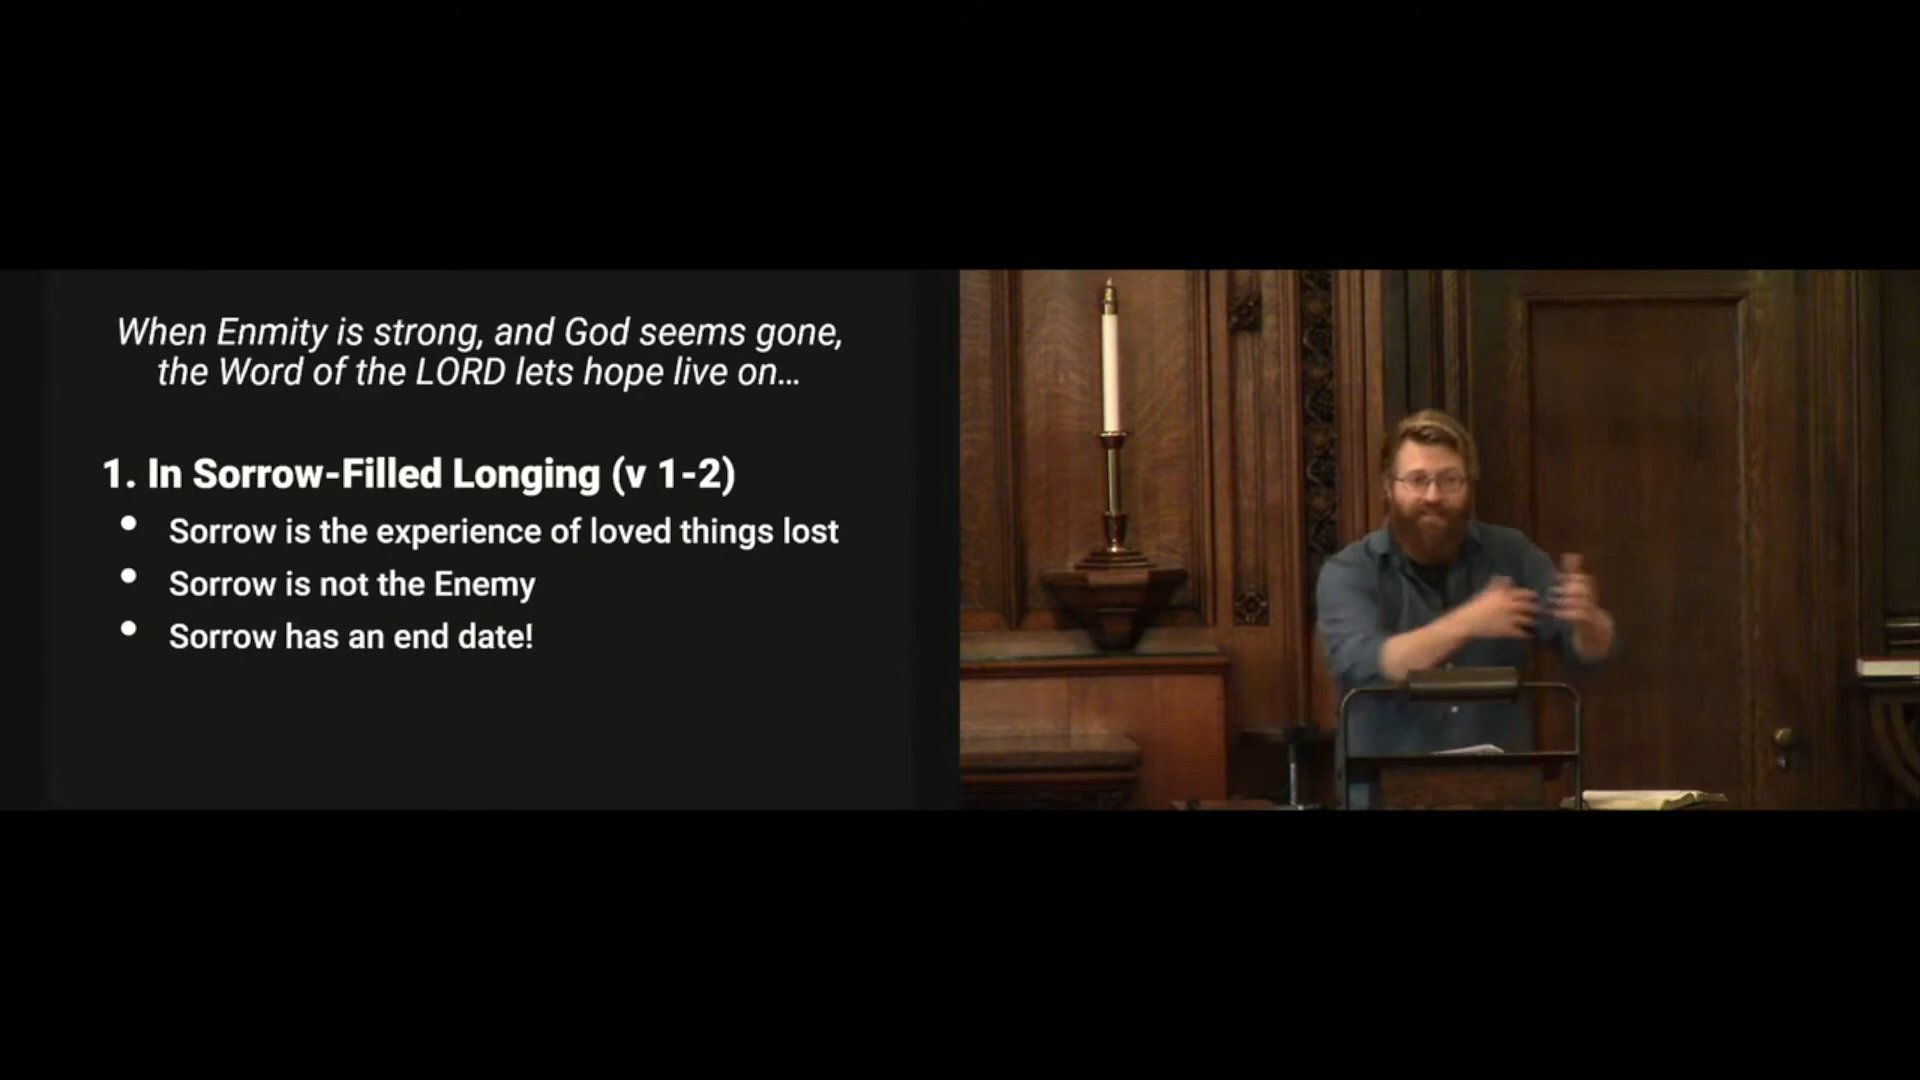 When Enmity is strong, and God seems gone,
the Word of the LORD lets hope live on...
1. In Sorrow-Filled Longing (v 1-2)
• Sorrow is the experience of loved things lost
• Sorrow is not the Enemy
• Sorrow has an end date!